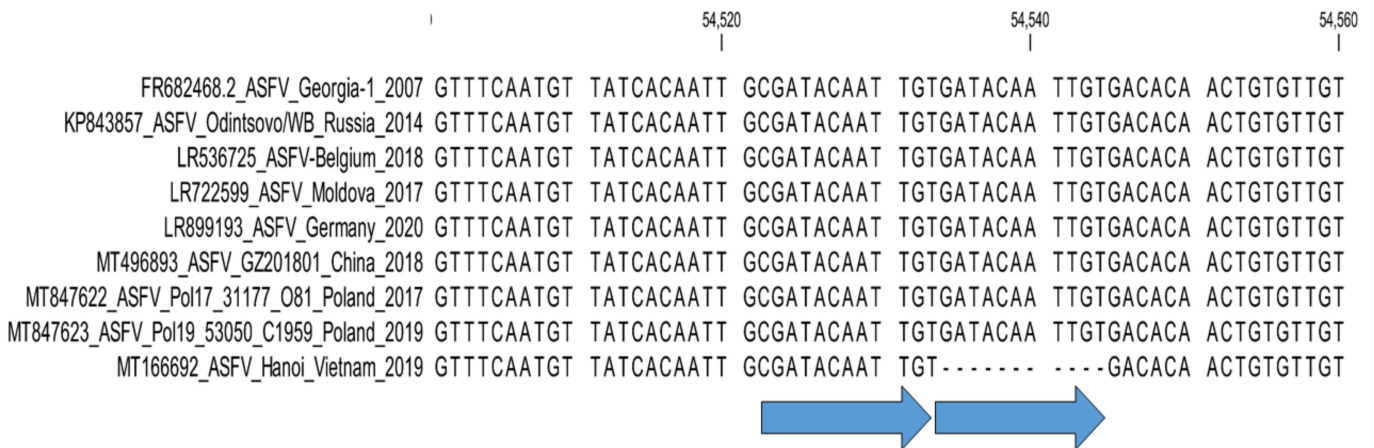 54,520 54,540 54,560
FR682468.2_ASFV_Georgia-1_2007 GTTTCAATGT TATCACAATT GCGATACAAT TGTGATACAA TTGTGACACA ACTGTGTTGT
KP843857_ASFV_Odintsovo/WB_Russia_2014 GTTTCAATGT TATCACAATT GCGATACAAT TGTGATACAA TTGTGACACA ACTGTGTTGT
LR536725_ASFV-Belgium_2018 GTTTCAATGT TATCACAATT GCGATACAAT TGTGATACAA TTGTGACACA ACTGTGTTGT
LR722599_ASFV_Moldova_2017 GTTTCAATGT TATCACAATT GCGATACAAT TGTGATACAA TTGTGACACA ACTGTGTTGT
LR899193_ASFV_Germany_2020 GTTTCAATGT TATCACAATT GCGATACAAT TGTGATACAA TTGTGACACA ACTGTGTTGT
MT496893_ASFV_GZ201801_China_2018 GTTTCAATGT TATCACAATT GCGATACAAT TGTGATACAA TTGTGACACA ACTGTGTTGT
MT847622_ASFV_Pol17_31177_O81_Poland_2017 GTTTCAATGT TATCACAATT GCGATACAAT TGTGATACAA TTGTGACACA ACTGTGTTGT
MT847623_ASFV_Pol19_53050_C1959_Poland_2019 GTTTCAATGT TATCACAATT GCGATACAAT TGTGATACAA TTGTGACACA ACTGTGTTGT
MT166692_ASFV_Hanoi_Vietnam_2019 GTTTCAATGT TATCACAATT GCGATACAAT TGT------- ----GACACA ACTGTGTTGT